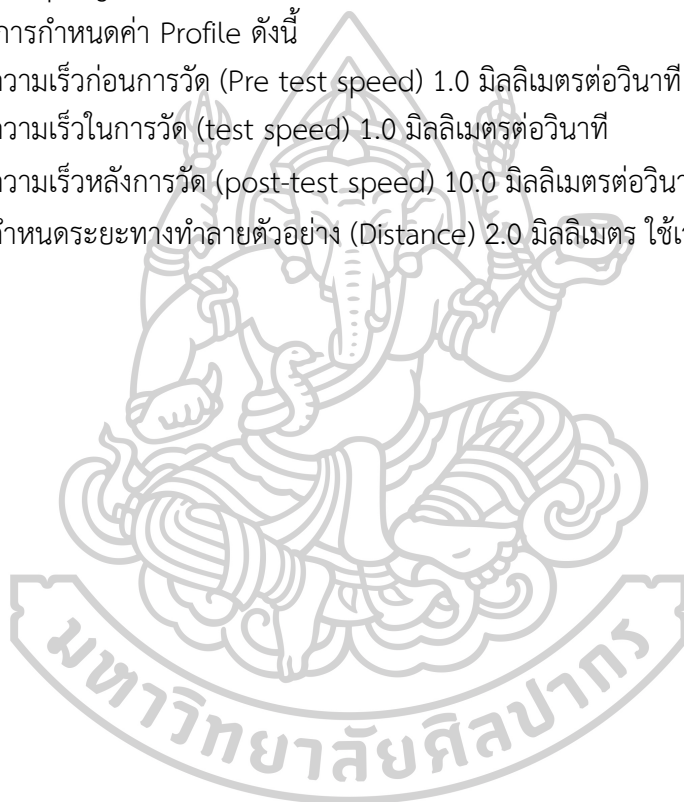 การกำหนดค่า Profile ดังนี้
วามเร็วก่อนการวัด (Pre test speed) 1.0 มิลลิเมตรต่อวินาที
วามเร็วในการวัด (test speed) 1.0 มิลลิเมตรต่อวินาที
วามเร็วหลังการวัด (post-test speed) 10.0 มิลลิเมตรต่อวินา
ำหนดระยะทางทำลายตัวอย่าง (Distance) 2.0 มิลลิเมตร ใช้เ
มหาวิทยาลัยศิลปากร